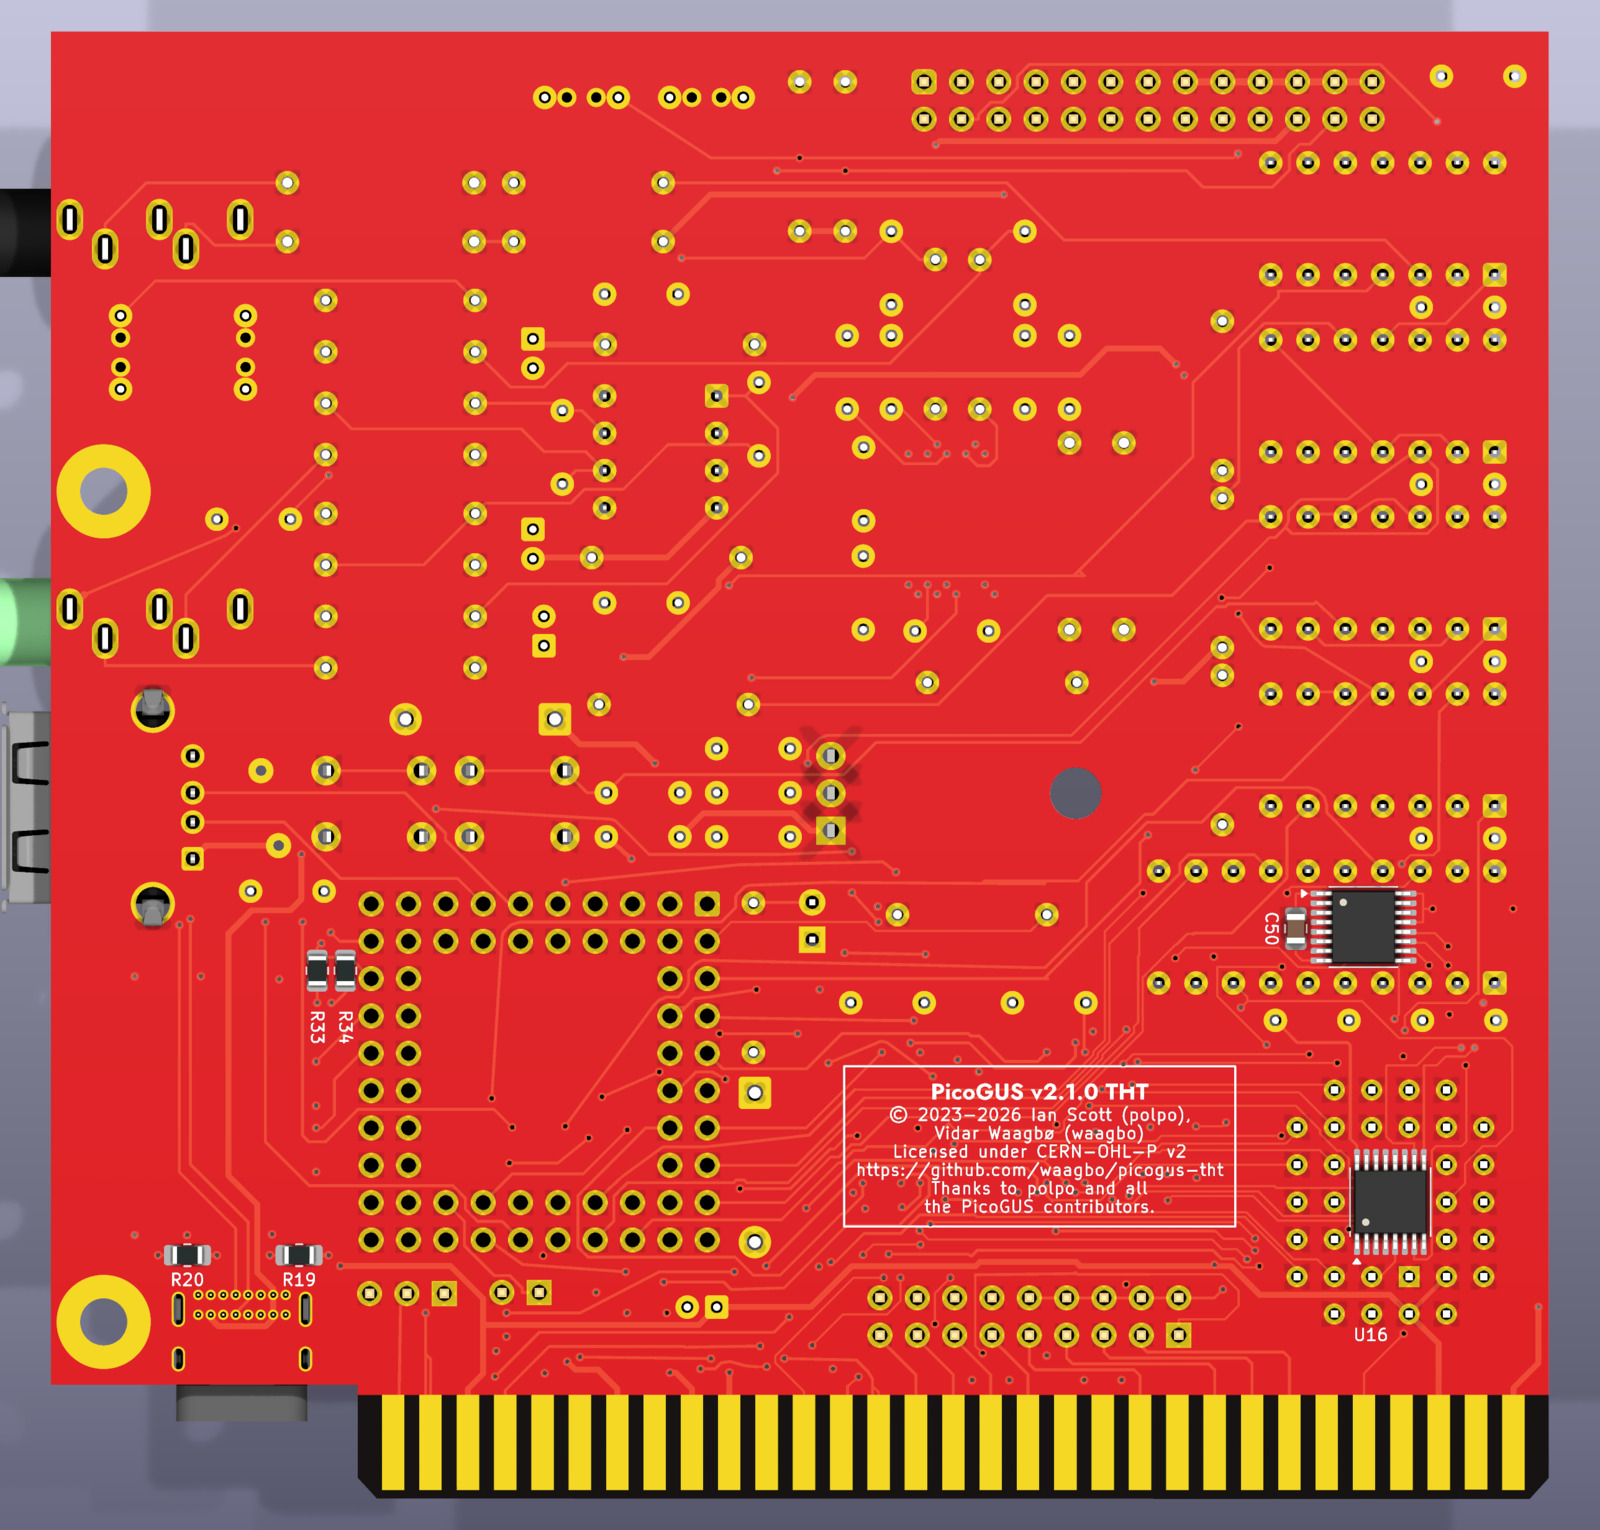 C50
R33
R34
PicoGUS v2.1.0 THT
© 2023-2026 Ian Scott (polpo),
Vidar Waagbø (waagbo)
Licensed under CERN-OHL-P v2
https://github.com/waagbo/picogus-tht
Thanks to polpo and all
the PicoGUS contributors.
R20
R19
U16